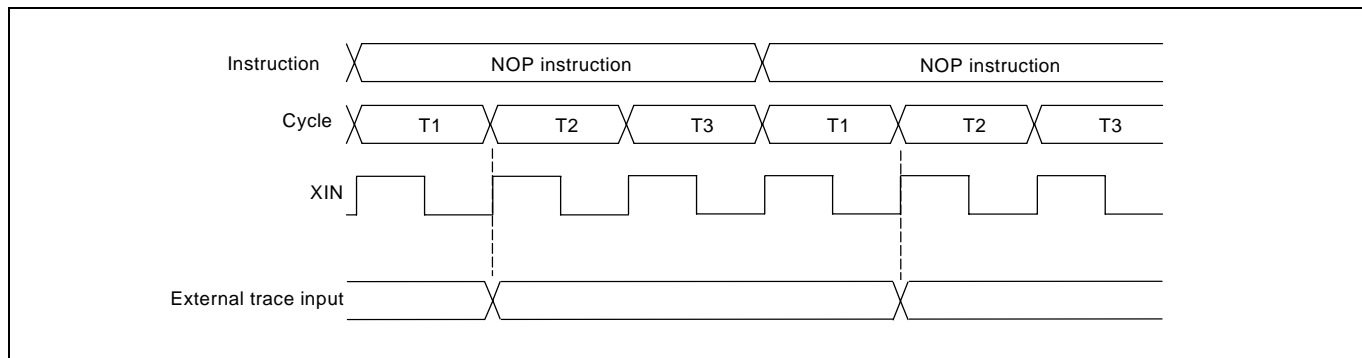 Instruction NOP instruction NOP instruction
Cycle T1 T2 T3 T1 T2 T3
XIN
External trace input